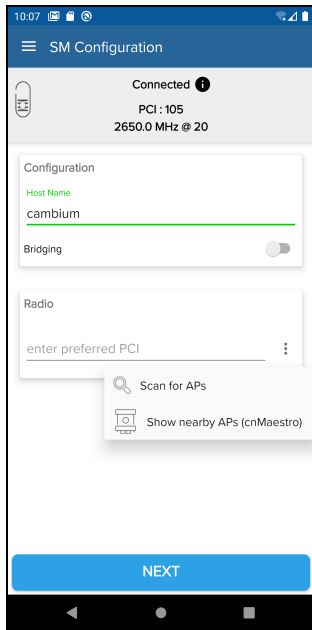 10:07
SM Configuration
Connected i
PCI : 105
2650.0 MHz @ 20
Configuration
Host Name
cambium
Bridging
Radio
enter preferred PCI
Scan for APs
Show nearby APs (cnMaestro)
NEXT